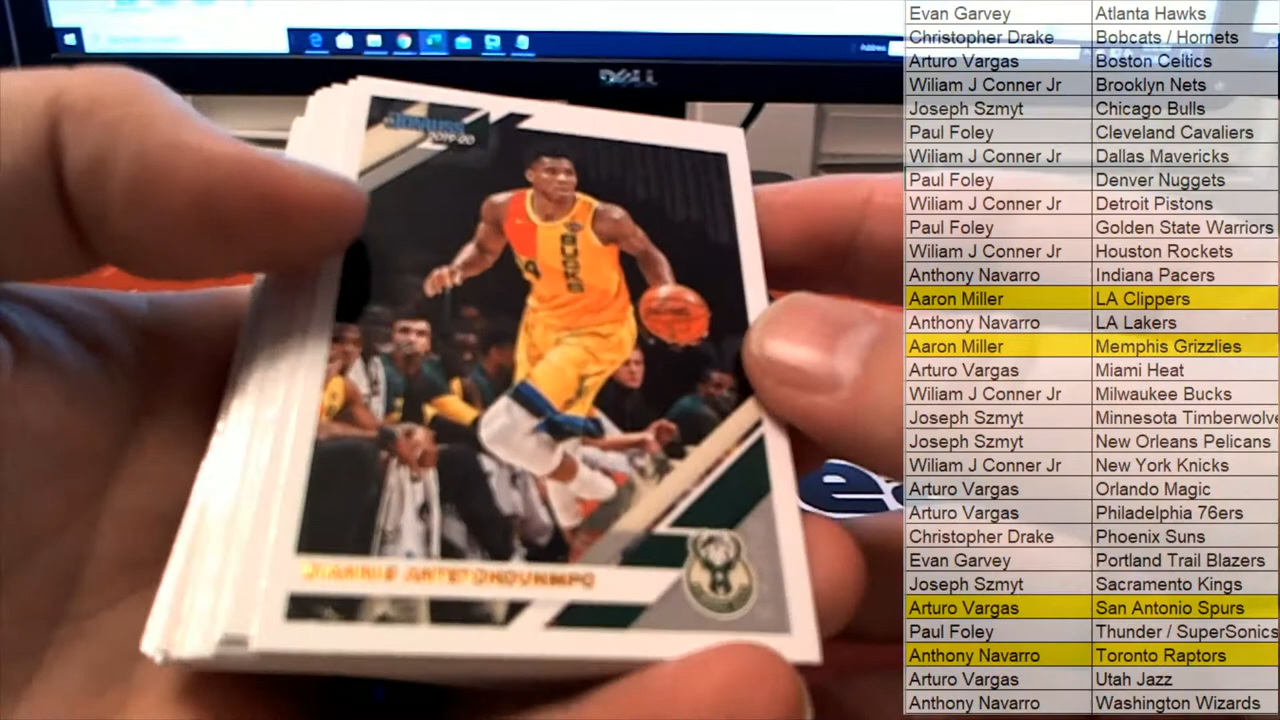 DELL
DONRUSS
2019-20
BUCKS
GIANNIS ANTETOKOUNMPO
Evan Garvey Atlanta Hawks
Christopher Drake Bobcats / Hornets
Arturo Vargas Boston Celtics
Wiliam J Conner Jr Brooklyn Nets
Joseph Szmyt Chicago Bulls
Paul Foley Cleveland Cavaliers
Wiliam J Conner Jr Dallas Mavericks
Paul Foley Denver Nuggets
Wiliam J Conner Jr Detroit Pistons
Paul Foley Golden State Warriors
Wiliam J Conner Jr Houston Rockets
Anthony Navarro Indiana Pacers
Aaron Miller LA Clippers
Anthony Navarro LA Lakers
Aaron Miller Memphis Grizzlies
Arturo Vargas Miami Heat
Wiliam J Conner Jr Milwaukee Bucks
Joseph Szmyt Minnesota Timberwolve
Joseph Szmyt New Orleans Pelicans
Wiliam J Conner Jr New York Knicks
Arturo Vargas Orlando Magic
Arturo Vargas Philadelphia 76ers
Christopher Drake Phoenix Suns
Evan Garvey Portland Trail Blazers
Joseph Szmyt Sacramento Kings
Arturo Vargas San Antonio Spurs
Paul Foley Thunder / SuperSonics
Anthony Navarro Toronto Raptors
Arturo Vargas Utah Jazz
Anthony Navarro Washington Wizards